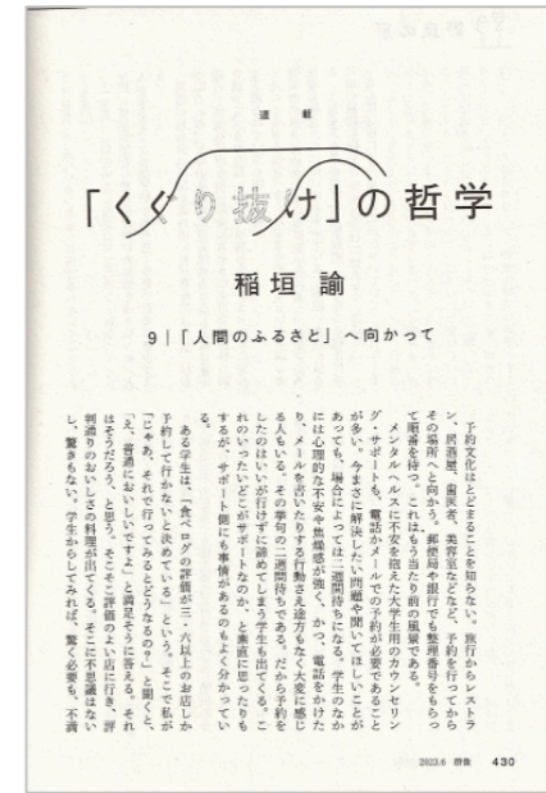 連載
「くぐり抜け」の哲学
稲垣 諭
9|「人間のふるさと」へ向かって
予約文化はとどまることを知らない。旅行からレストラ
ン、居酒屋、歯医者、美容室などなど、予約を行ってから
その場所へと向かう。郵便局や銀行でも整理番号をもらっ
て順番を待つ。これはもう当たり前の風景である。
メンタルヘルスに不安を抱えた大学生用のカウンセリン
グ・サポートも、電話かメールでの予約が必要であること
が多い。今まさに解決したい問題や聞いてほしいことが
あっても、場合によっては二週間待ちになる。学生のなか
には心理的な不安や焦燥感が強く、かつ、電話をかけた
り、メールを書いたりする行動さえ途方もなく大変に感じ
る人もいる。その挙句の二週間待ちである。だから予約を
したのはいいが行けずに諦めてしまう学生も出てくる。こ
れのいったいどこがサポートなのか、と素直に思ったりも
するが、サポート側にも事情があるのもよく分かってい
る。
ある学生は、「食べログの評価が三・六以上のお店しか
予約して行かないと決めている」という。そこで私が
「じゃあ、それで行ってみるとどうなるの?」と聞くと、
「え、普通においしいですよ」と満足そうに答える。それ
はそうだろう、と思う。そこそこ評価のよい店に行き、評
判通りのおいしさの料理が出てくる。そこに不思議はない
し、驚きもない。学生からしてみれば、驚く必要も、不満
2023.6 群像 430